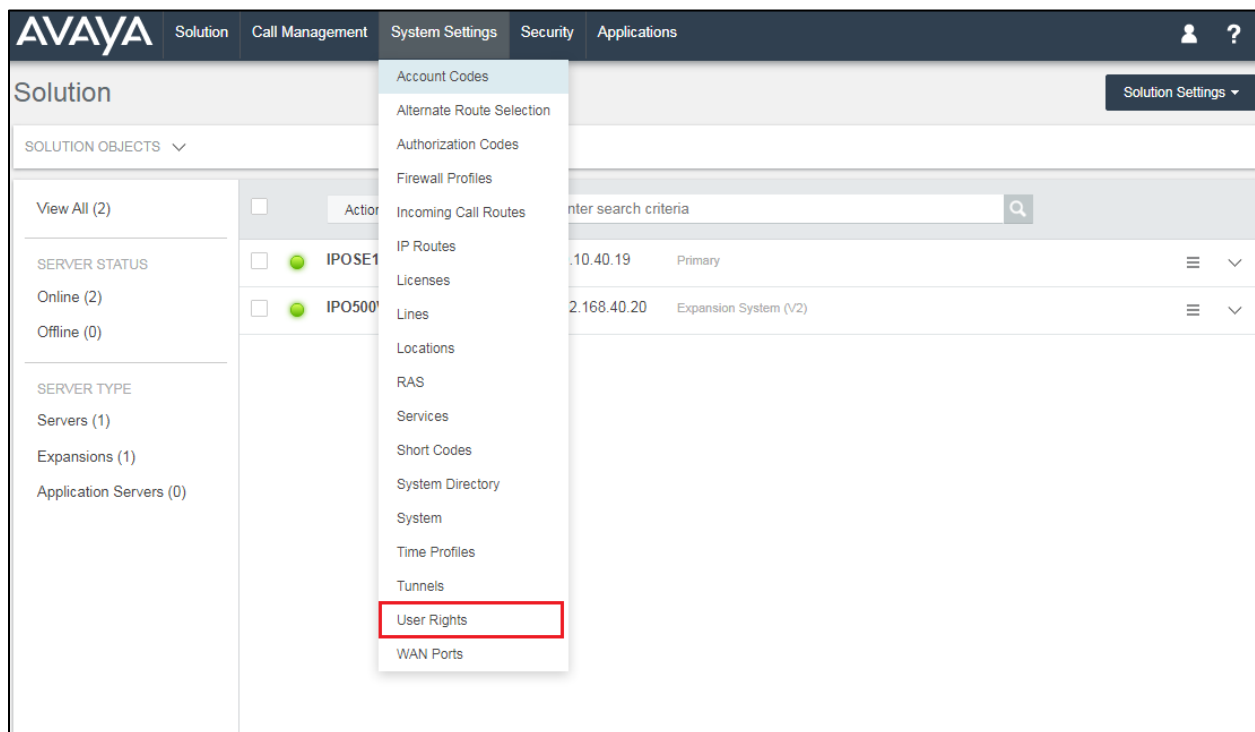 AVAYA Solution Call Management System Settings Security Applications ?
Solution
Solution Settings
SOLUTION OBJECTS
Account Codes
Alternate Route Selection
Authorization Codes
Firewall Profiles
Incoming Call Routes
IP Routes
Licenses
Lines
Locations
RAS
Services
Short Codes
System Directory
System
Time Profiles
Tunnels
User Rights
WAN Ports
View All (2)
SERVER STATUS
Online (2)
Offline (0)
SERVER TYPE
Servers (1)
Expansions (1)
Application Servers (0)
search criteria
.10.40.19 Primary
2.168.40.20 Expansion System (V2)